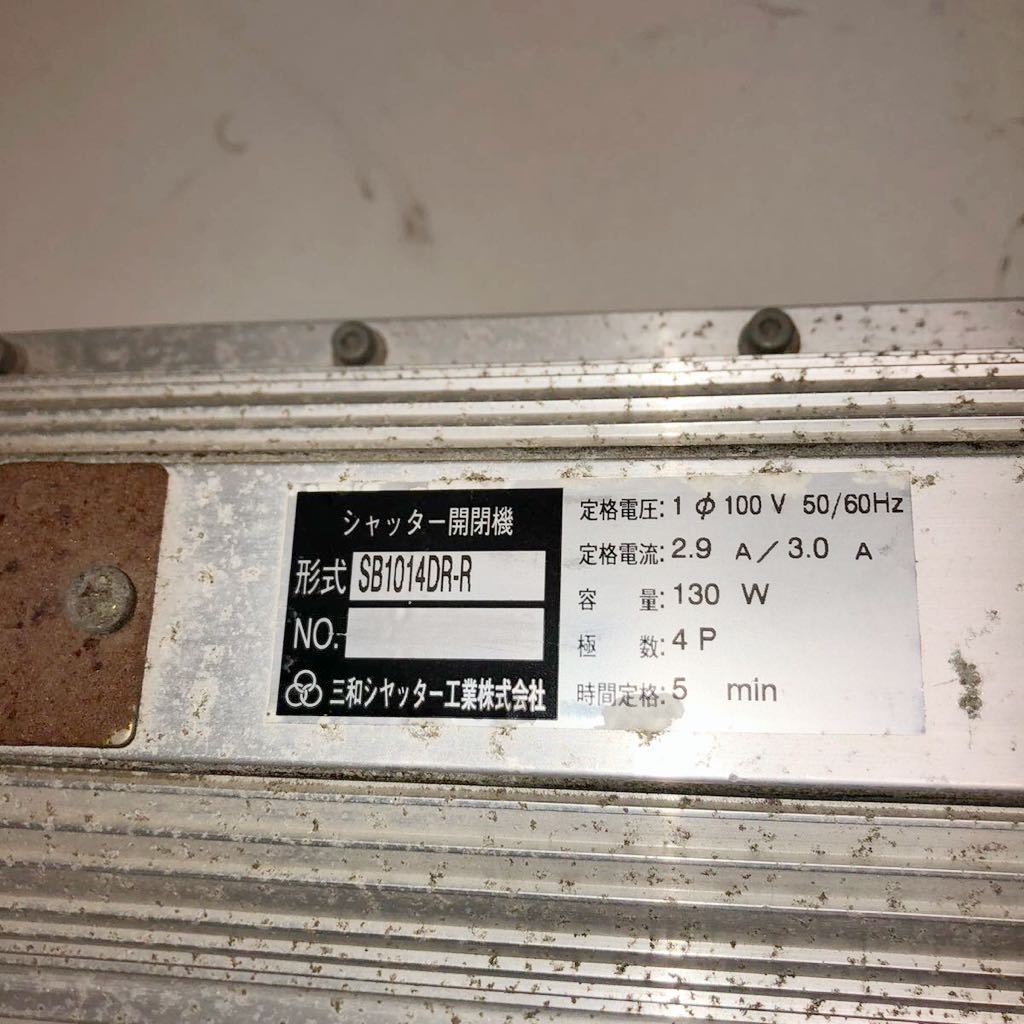 シャッター開閉機
形式 SB1014DR-R
NO.
三和シヤッター工業株式会社
定格電圧: 1 φ 100 V 50/60Hz
定格電流: 2.9 A / 3.0 A
容 量: 130 W
極 数: 4 P
時間定格: 5 min